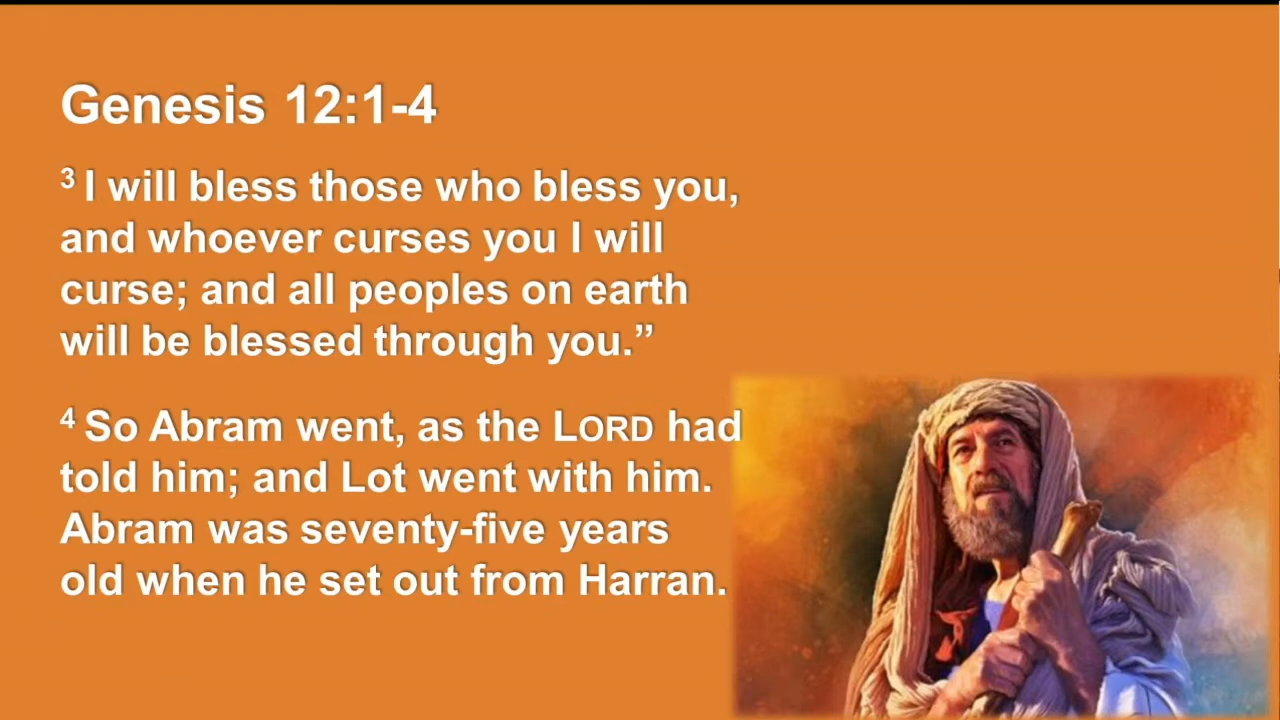 Genesis 12:1-4
3 I will bless those who bless you,
and whoever curses you I will
curse; and all peoples on earth
will be blessed through you.”
4 So Abram went, as the LORD had
told him; and Lot went with him.
Abram was seventy-five years
old when he set out from Harran.